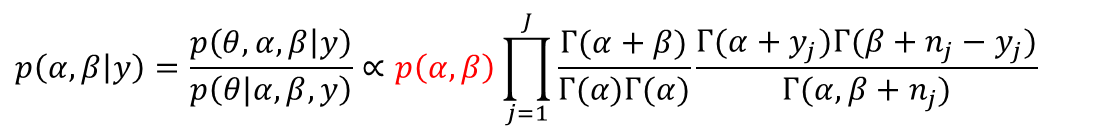 p(α, β|y) = p(θ, α, β|y) / p(θ|α, β, y) ∝ p(α, β) ∏_{j=1}^{J} Γ(α + β) / Γ(α)Γ(α) Γ(α + y_j)Γ(β + n_j − y_j) / Γ(α, β + n_j)